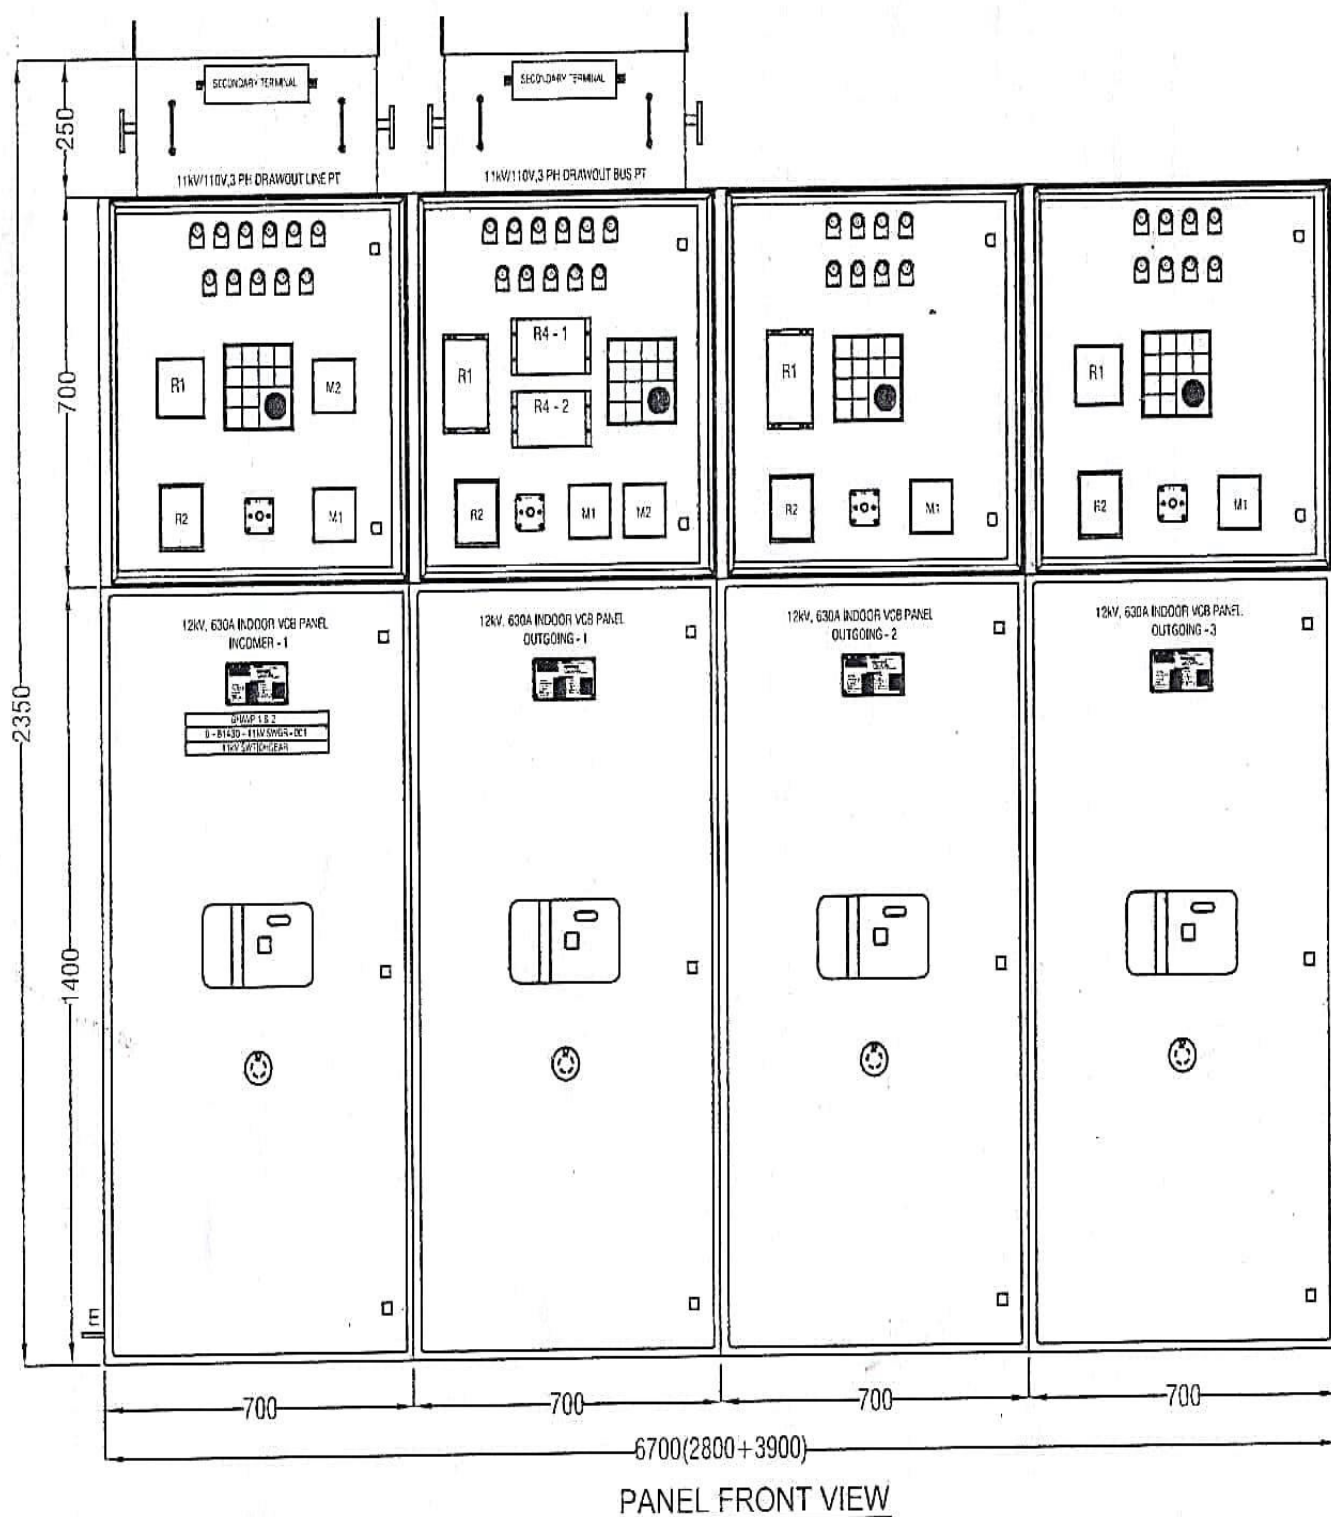 SECONDARY TERMINAL
SECONDARY TERMINAL
250
11kV/110V,3 PH DRAWOUT LINE PT
11kV/110V,3 PH DRAWOUT BUS PT
700
R1
M2
R2
M1
R1
R4 - 1
R4 - 2
R2
M1
M2
R1
R2
M1
R1
R2
M1
2350
1400
12kV, 630A INDOOR VCB PANEL
INCOMER - 1
11kV SWITCHGEAR
12kV, 630A INDOOR VCB PANEL
OUTGOING - 1
12kV, 630A INDOOR VCB PANEL
OUTGOING - 2
12kV, 630A INDOOR VCB PANEL
OUTGOING - 3
E
700
700
700
700
6700(2800+3900)
PANEL FRONT VIEW